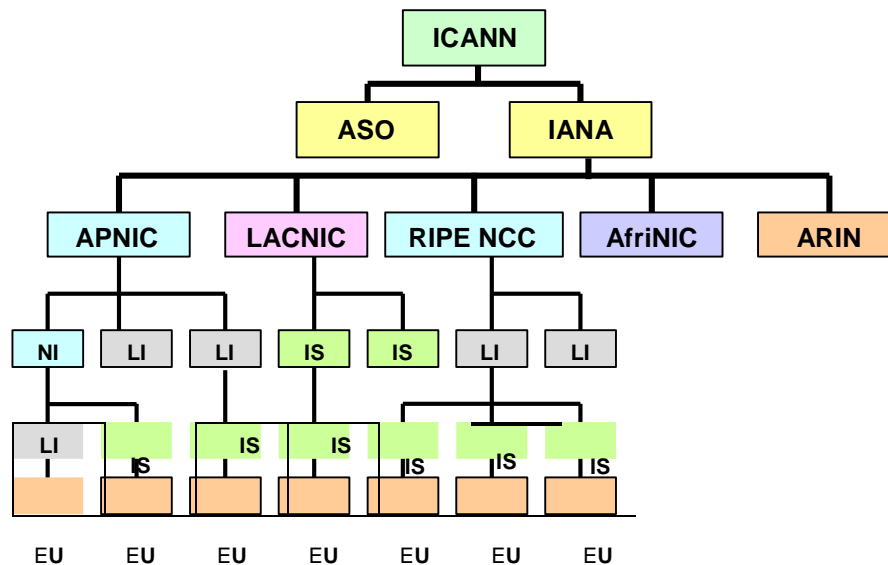 ICANN
ASO IANA
APNIC LACNIC RIPE NCC AfriNIC ARIN
NI LI LI IS IS LI LI
LI IS IS IS IS IS IS
EU EU EU EU EU EU EU